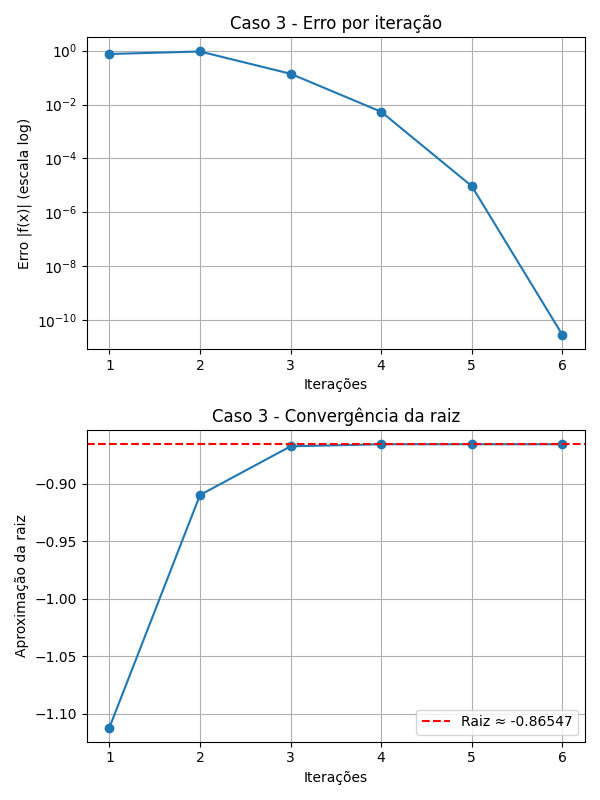 Caso 3 - Erro por iteração
10⁰
10⁻²
10⁻⁴
10⁻⁶
10⁻⁸
10⁻¹⁰
Erro |f(x)| (escala log)
1 2 3 4 5 6
Iterações
Caso 3 - Convergência da raiz
−0.90
−0.95
−1.00
−1.05
−1.10
Aproximação da raiz
Raiz ≈ -0.86547
1 2 3 4 5 6
Iterações